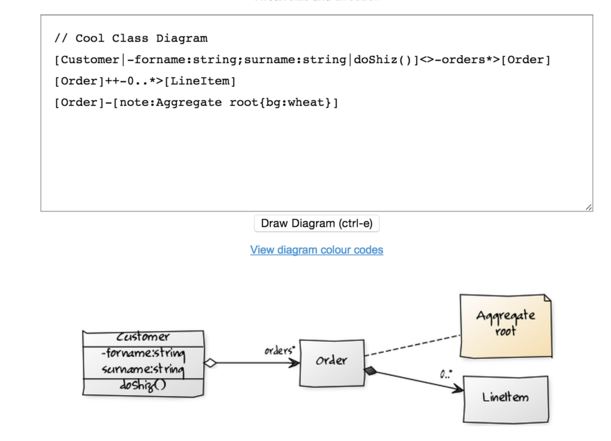 // Cool Class Diagram
[Customer|-forname:string;surname:string|doShiz()]<>-orders*>[Order]
[Order]++-0..*>[LineItem]
[Order]-[note:Aggregate root{bg:wheat}]
Draw Diagram (ctrl-e)
View diagram colour codes
Customer
-forname:string
surname:string
doShiz()
orders*
Order
Aggregate
root
0..*
LineItem